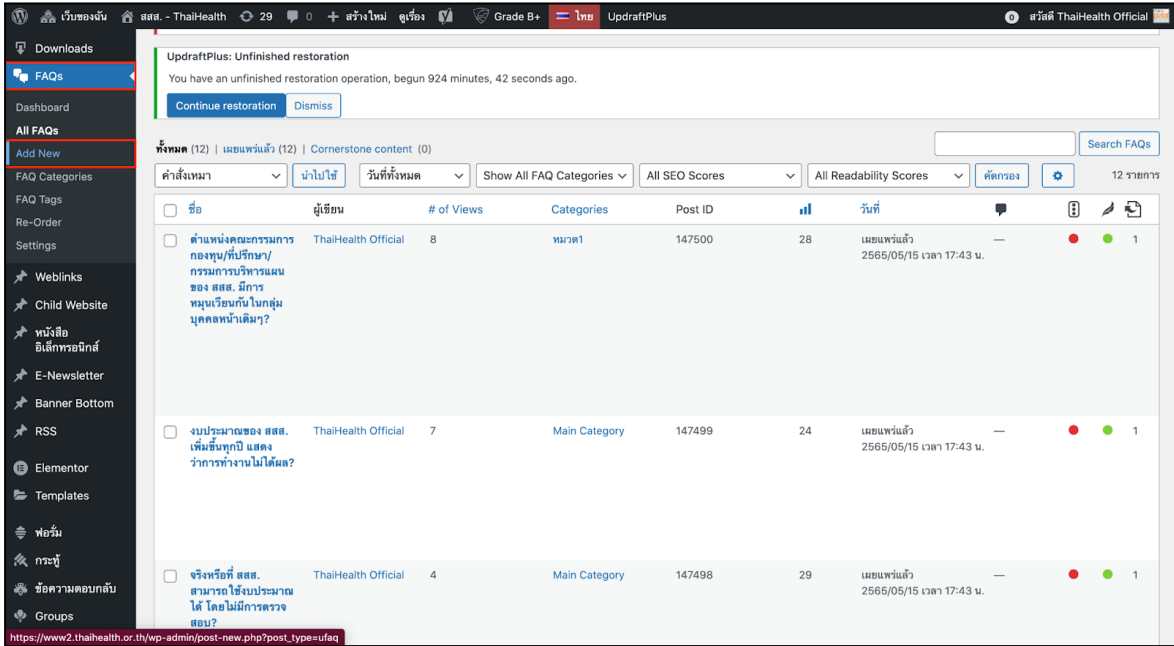 เว็บของฉัน สสส. - ThaiHealth 29 0 + สร้างใหม่ ดูเรื่อง Grade B+ ไทย UpdraftPlus 0 สวัสดี ThaiHealth Official
Downloads
FAQs
Dashboard
All FAQs
Add New
FAQ Categories
FAQ Tags
Re-Order
Settings
Weblinks
Child Website
หนังสือ
อิเล็กทรอนิกส์
E-Newsletter
Banner Bottom
RSS
Elementor
Templates
ฟอร์ม
กระทู้
ข้อความตอบกลับ
Groups
https://www2.thaihealth.or.th/wp-admin/post-new.php?post_type=ufaq
UpdraftPlus: Unfinished restoration
You have an unfinished restoration operation, begun 924 minutes, 42 seconds ago.
Continue restoration Dismiss
ทั้งหมด (12) | เผยแพร่แล้ว (12) | Cornerstone content (0)
Search FAQs
คำสั่งเหมา นำไปใช้ วันที่ทั้งหมด Show All FAQ Categories All SEO Scores All Readability Scores คัดกรอง 12 รายการ
ชื่อ ผู้เขียน # of Views Categories Post ID วันที่
ตำแหน่งคณะกรรมการ ThaiHealth Official 8 หมวด1 147500 28 เผยแพร่แล้ว — 1
กองทุน/ที่ปรึกษา/ 2565/05/15 เวลา 17:43 น.
กรรมการบริหารแผน
ของ สสส. มีการ
หมุนเวียนกันในกลุ่ม
บุคคลหน้าเดิมๆ?
งบประมาณของ สสส. ThaiHealth Official 7 Main Category 147499 24 เผยแพร่แล้ว — 1
เพิ่มขึ้นทุกปี แสดง 2565/05/15 เวลา 17:43 น.
ว่าการทำงานไม่ได้ผล?
จริงหรือที่ สสส. ThaiHealth Official 4 Main Category 147498 29 เผยแพร่แล้ว — 1
สามารถใช้งบประมาณ 2565/05/15 เวลา 17:43 น.
ได้ โดยไม่มีการตรวจ
สอบ?